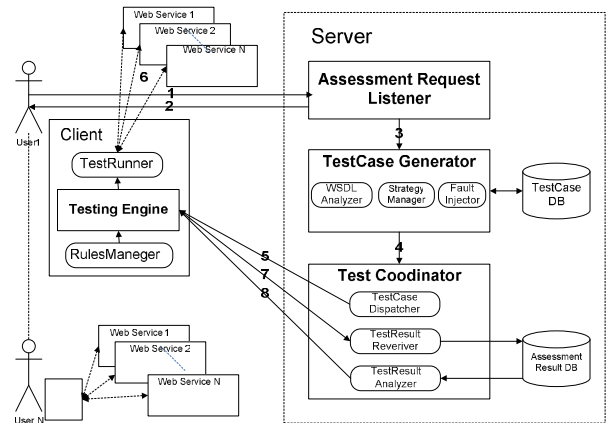 Web Service 1
Web Service 2
Web Service N
6
1
2
User1
Client
TestRunner
Testing Engine
RulesManeger
Server
Assessment Request
Listener
3
TestCase Generator
WSDL
Analyzer
Strategy
Manager
Fault
Injector
TestCase
DB
4
5
7
8
Test Coodinator
TestCase
Dispatcher
TestResult
Reveriver
TestResult
Analyzer
Assessment
Result DB
Web Service 1
Web Service 2
Web Service N
User N